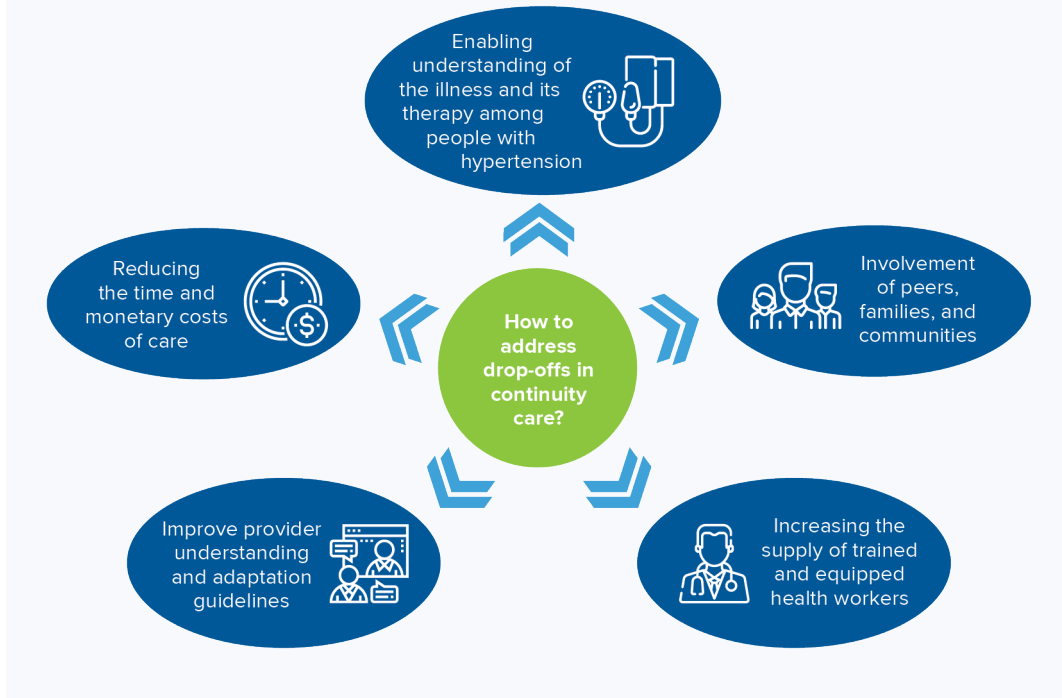 Enabling
understanding of
the illness and its
therapy among
people with
hypertension
Reducing
the time and
monetary costs
of care
$
Involvement
of peers,
families, and
communities
How to
address
drop-offs in
continuity
care?
Improve provider
understanding
and adaptation
guidelines
Increasing the
supply of trained
and equipped
health workers